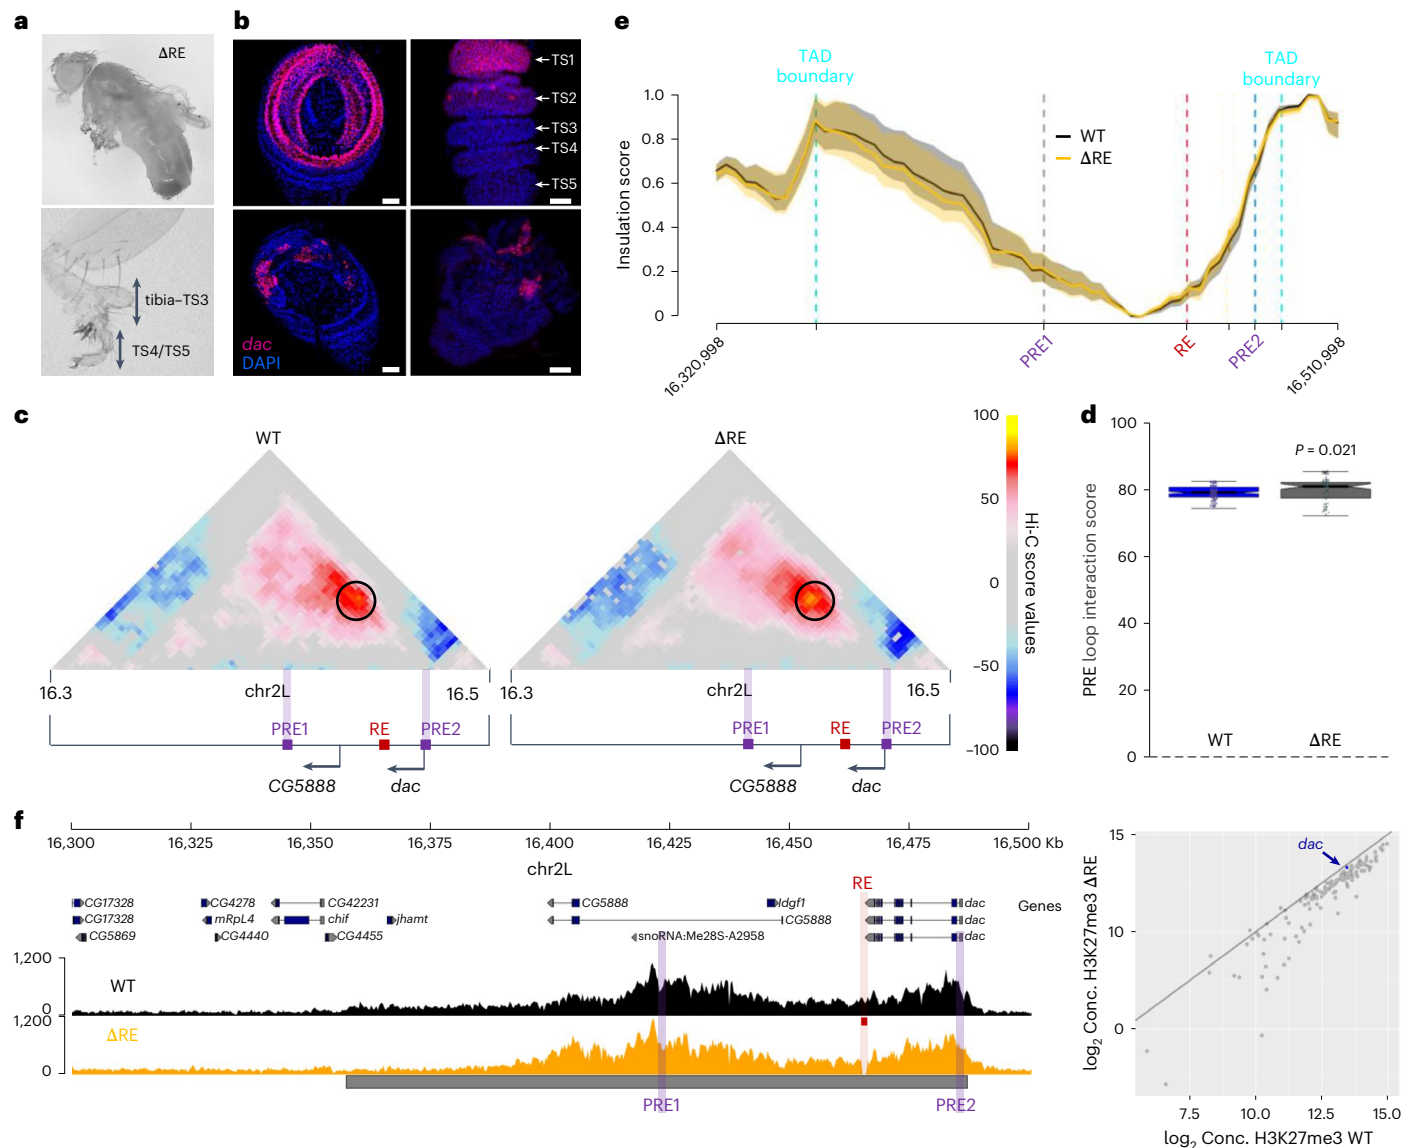 a
ΔRE
tibia–TS3
TS4/TS5
b
TS1
TS2
TS3
TS4
TS5
dac
DAPI
e
TAD
boundary
TAD
boundary
Insulation score
1.0
0.8
0.6
0.4
0.2
0
WT
ΔRE
16,320,998
PRE1
RE
PRE2
16,510,998
c
WT
ΔRE
16.3
chr2L
16.5
PRE1
RE
PRE2
CG5888
dac
16.3
chr2L
16.5
PRE1
RE
PRE2
CG5888
dac
100
50
0
−50
−100
Hi-C score values
d
PRE loop interaction score
100
80
60
40
20
0
P = 0.021
WT
ΔRE
f
16,300
16,325
16,350
16,375
16,400
16,425
16,450
16,475
16,500 Kb
chr2L
RE
Genes
CG17328
CG4278
CG42231
CG5888
Idgf1
dac
CG17328
mRpL4
chif
jhamt
CG5888
dac
CG5869
CG4440
CG4455
snoRNA:Me28S-A2958
dac
1,200
WT
0
1,200
ΔRE
0
PRE1
PRE2
log2 Conc. H3K27me3 ΔRE
15
10
0
dac
7.5
10.0
12.5
15.0
log2 Conc. H3K27me3 WT